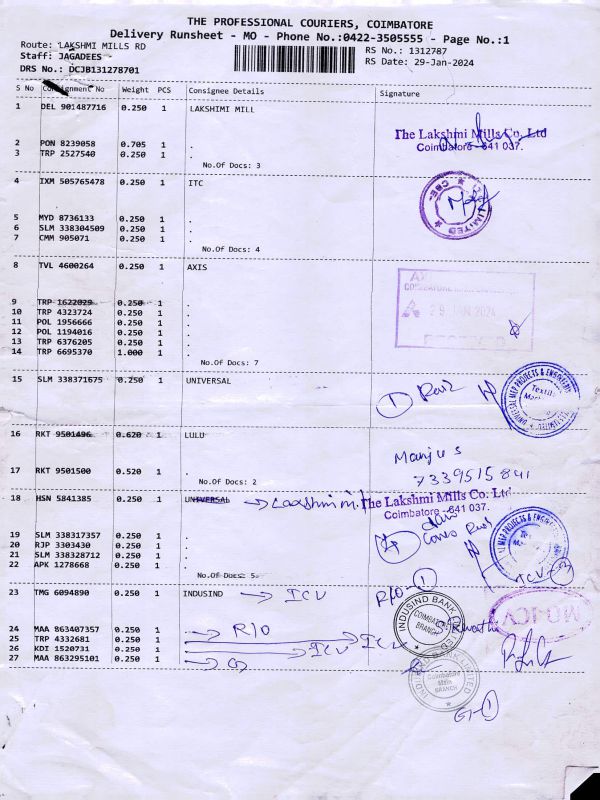 THE PROFESSIONAL COURIERS, COIMBATORE
Delivery Runsheet - MO - Phone No.:0422-3505555 - Page No.:1
Route: LAKSHMI MILLS RD
RS No.: 1312787
Staff: JAGADEES
RS Date: 29-Jan-2024
DRS No.: DCJB131278701
S No Consignment No Weight PCS Consignee Details Signature
1 DEL 901487716 0.250 1 LAKSHIMI MILL
The Lakshmi Mills Co. Ltd
Coimbatore - 641 037.
2 PON 8239058 0.705 1 .
3 TRP 2527540 0.250 1 .
No.Of Docs: 3
4 IXM 505765478 0.250 1 ITC
5 MYD 8736133 0.250 1 .
6 SLM 338304509 0.250 1 .
7 CMM 905071 0.250 1 .
No.Of Docs: 4
8 TVL 4600264 0.250 1 AXIS
29 JAN 2024
9 TRP 1622029 0.250 1 .
10 TRP 4323724 0.250 1 .
11 POL 1956666 0.250 1 .
12 POL 1194016 0.250 1 .
13 TRP 6376205 0.250 1 .
14 TRP 6695370 1.000 1 .
No.Of Docs: 7
15 SLM 338371675 0.250 1 UNIVERSAL
1
16 RKT 9501496 0.620 1 LULU
Manju s
7339515841
17 RKT 9501500 0.520 1 .
No.Of Docs: 2
18 HSN 5841385 0.250 1 UNIVERSAL
The Lakshmi Mills Co. Ltd
Coimbatore - 641 037.
19 SLM 338317357 0.250 1 .
20 RJP 3303430 0.250 1 .
21 SLM 338328712 0.250 1 .
22 APK 1278668 0.250 1 .
No.Of Docs: 5
23 TMG 6094890 0.250 1 INDUSIND ICV R/O 1
INDUSIND BANK
COIMBATORE
BRANCH
24 MAA 863407357 0.250 1 . R/O
25 TRP 4332681 0.250 1 . ICV
26 KDI 1520731 0.250 1 . ICV
27 MAA 863295101 0.250 1 .
Coimbatore
Main
BRANCH